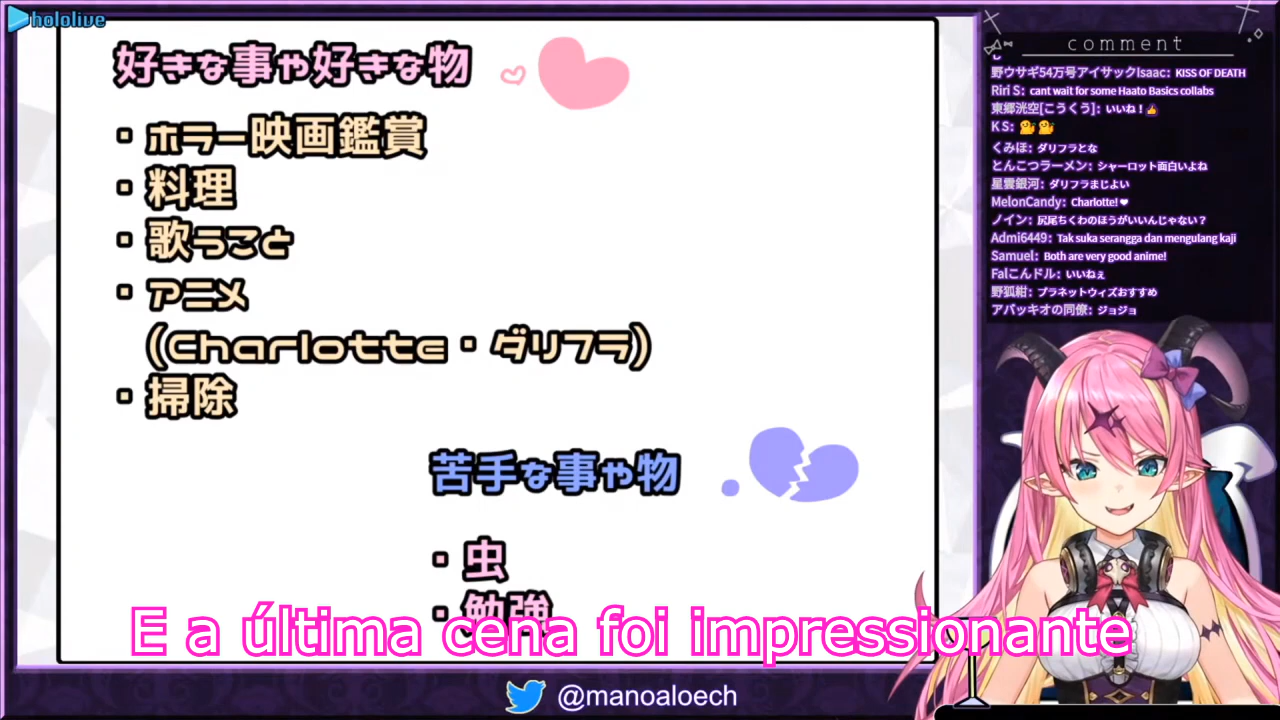 hololive
好きな事や好きな物
・ホラー映画鑑賞
・料理
・歌うこと
・アニメ
(Charlotte・ダリフラ)
・掃除
苦手な事や物
・虫
・勉強
E a última cena foi impressionante
@manoaloech
comment
野ウサギ54万号アイザックIsaac: KISS OF DEATH
Riri S: cant wait for some Haato Basics collabs
東郷洸空[こうくう]: いいね！👍
K S: 
くみほ: ダリフラとな
とんこつラーメン: シャーロット面白いよね
星雲銀河: ダリフラまじよい
MelonCandy: Charlotte! ❤
ノイン: 尻尾ちくわのほうがいいんじゃない？
Admi6449: Tak suka serangga dan mengulang kaji
Samuel: Both are very good anime!
Falこんドル: いいねぇ
野狐紺: プラネットウィズおすすめ
アバッキオの同僚: ジョジョ